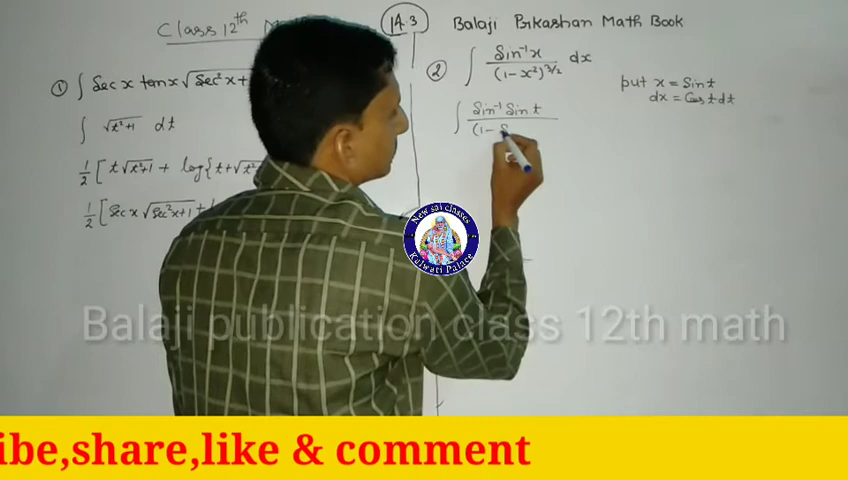 Class 12th M
14.3
Balaji Prkashan Math Book
① ∫ Sec x tan x √Sec²x+
∫ √t²+1 dt
1/2 [ t√t²+1 + log{ t+√t²
1/2 [ Sec x √Sec²x+1 +
② ∫ Sin⁻¹x / (1-x²)^3/2 dx
put x = Sin t
dx = Cos t dt
∫ Sin⁻¹ Sin t / (1- S
New sai classes
Kalwati Palace
Balaji publication class 12th math
ibe,share,like & comment